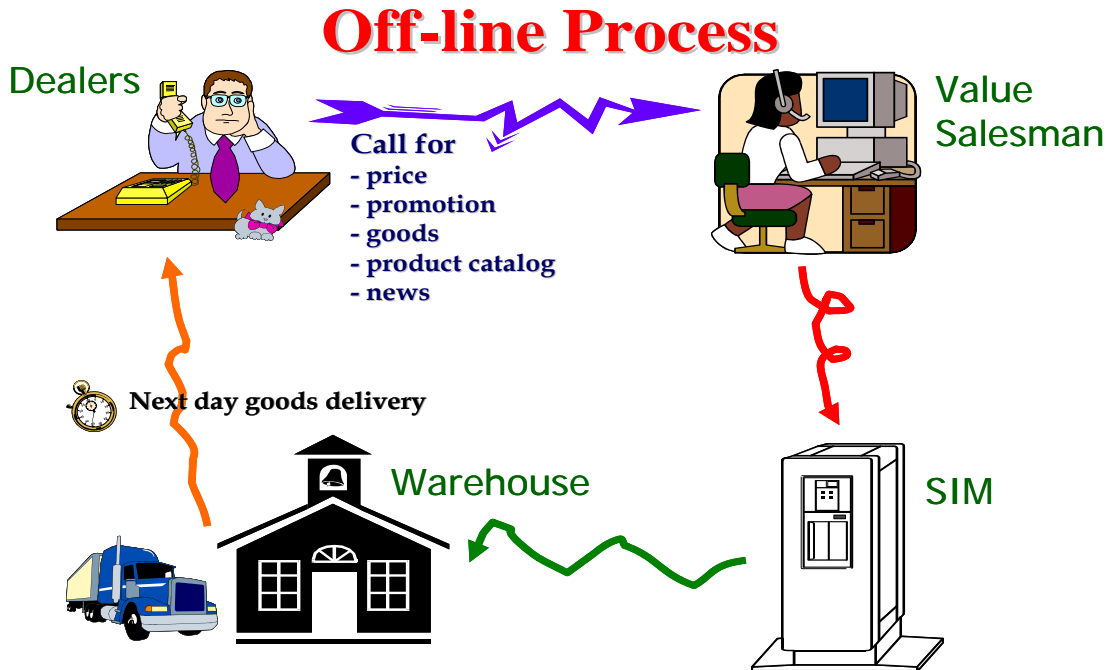 Off-line Process
Dealers
Value
Salesman
Call for
- price
- promotion
- goods
- product catalog
- news
Next day goods delivery
Warehouse
SIM